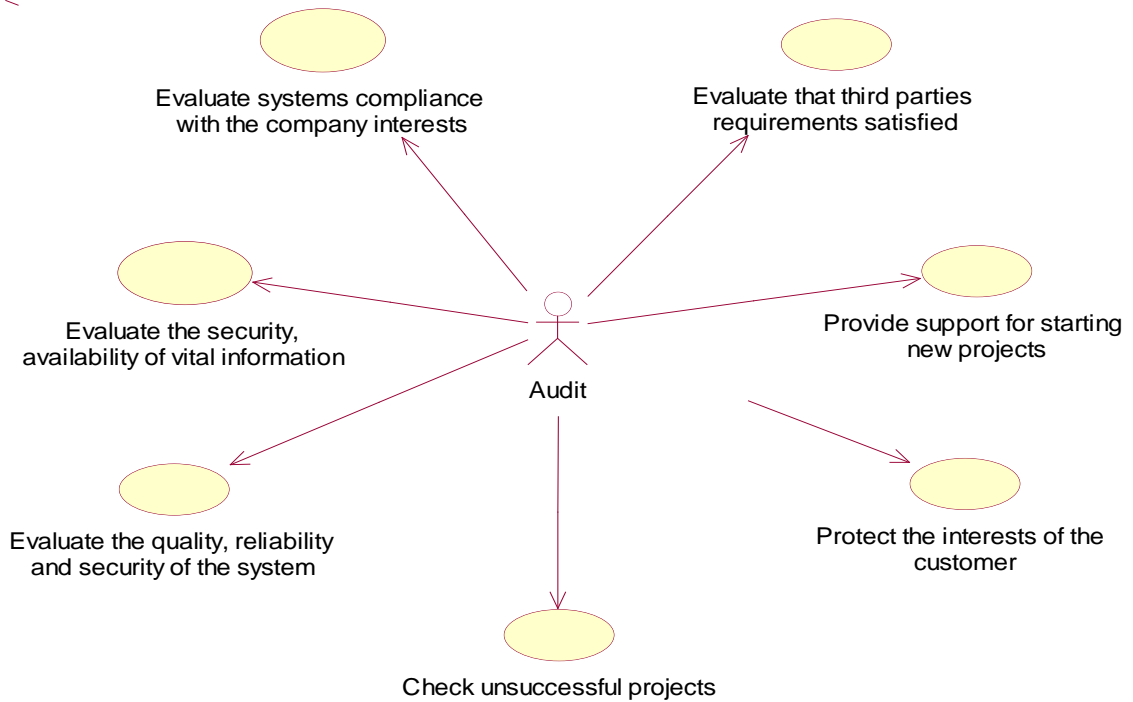 Evaluate systems compliance
with the company interests
Evaluate that third parties
requirements satisfied
Evaluate the security,
availability of vital information
Provide support for starting
new projects
Audit
Evaluate the quality, reliability
and security of the system
Protect the interests of the
customer
Check unsuccessful projects